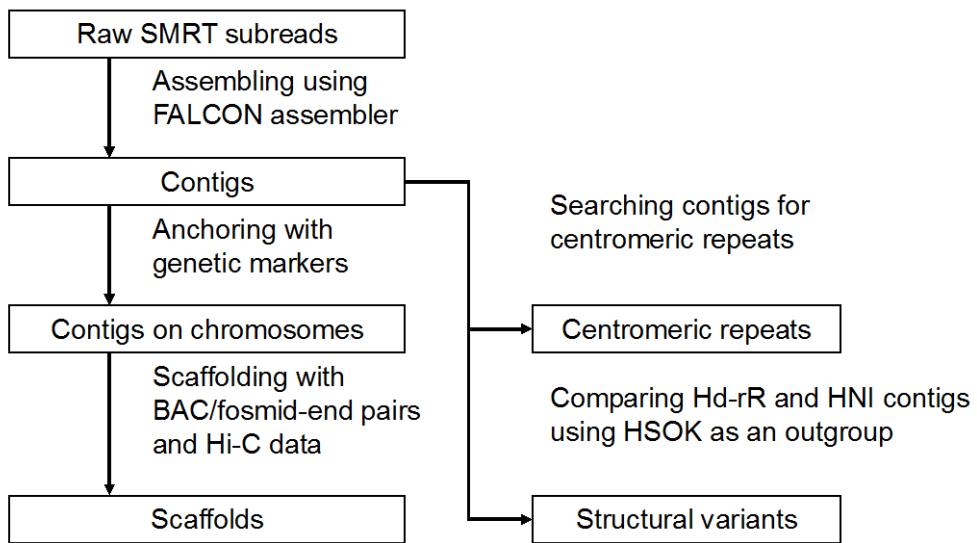 Raw SMRT subreads
Assembling using
FALCON assembler
Contigs
Anchoring with
genetic markers
Contigs on chromosomes
Scaffolding with
BAC/fosmid-end pairs
and Hi-C data
Scaffolds
Searching contigs for
centromeric repeats
Centromeric repeats
Comparing Hd-rR and HNI contigs
using HSOK as an outgroup
Structural variants